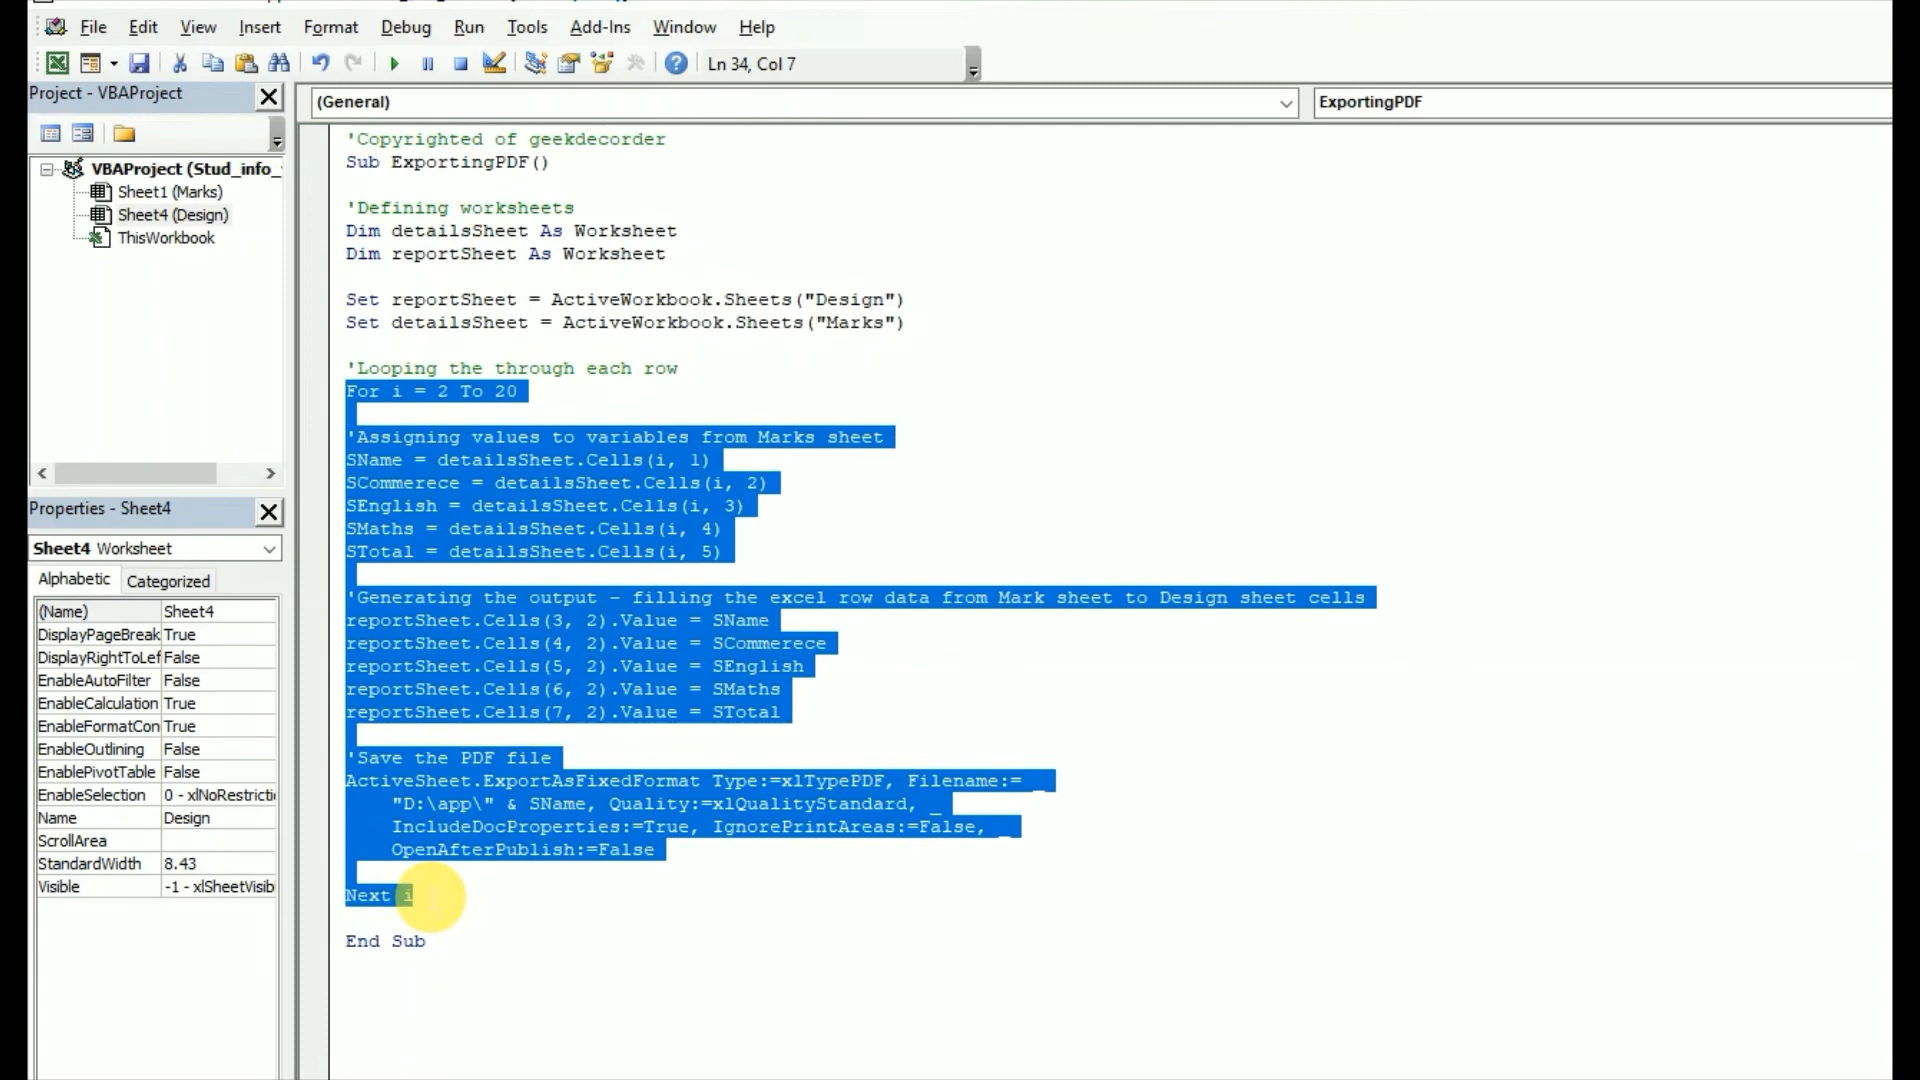 File Edit View Insert Format Debug Run Tools Add-Ins Window Help
Ln 34, Col 7
Project - VBAProject
VBAProject (Stud_info_
Sheet1 (Marks)
Sheet4 (Design)
ThisWorkbook
Properties - Sheet4
Sheet4 Worksheet
Alphabetic Categorized
(Name) Sheet4
DisplayPageBreak True
DisplayRightToLef False
EnableAutoFilter False
EnableCalculation True
EnableFormatCon True
EnableOutlining False
EnablePivotTable False
EnableSelection 0 - xlNoRestricti
Name Design
ScrollArea
StandardWidth 8.43
Visible -1 - xlSheetVisib
(General) ExportingPDF
'Copyrighted of geekdecorder
Sub ExportingPDF()
'Defining worksheets
Dim detailsSheet As Worksheet
Dim reportSheet As Worksheet
Set reportSheet = ActiveWorkbook.Sheets("Design")
Set detailsSheet = ActiveWorkbook.Sheets("Marks")
'Looping the through each row
For i = 2 To 20
'Assigning values to variables from Marks sheet
SName = detailsSheet.Cells(i, 1)
SCommerece = detailsSheet.Cells(i, 2)
SEnglish = detailsSheet.Cells(i, 3)
SMaths = detailsSheet.Cells(i, 4)
STotal = detailsSheet.Cells(i, 5)
'Generating the output - filling the excel row data from Mark sheet to Design sheet cells
reportSheet.Cells(3, 2).Value = SName
reportSheet.Cells(4, 2).Value = SCommerece
reportSheet.Cells(5, 2).Value = SEnglish
reportSheet.Cells(6, 2).Value = SMaths
reportSheet.Cells(7, 2).Value = STotal
'Save the PDF file
ActiveSheet.ExportAsFixedFormat Type:=xlTypePDF, Filename:= _
"D:\app\" & SName, Quality:=xlQualityStandard, _
IncludeDocProperties:=True, IgnorePrintAreas:=False, _
OpenAfterPublish:=False
Next i
End Sub